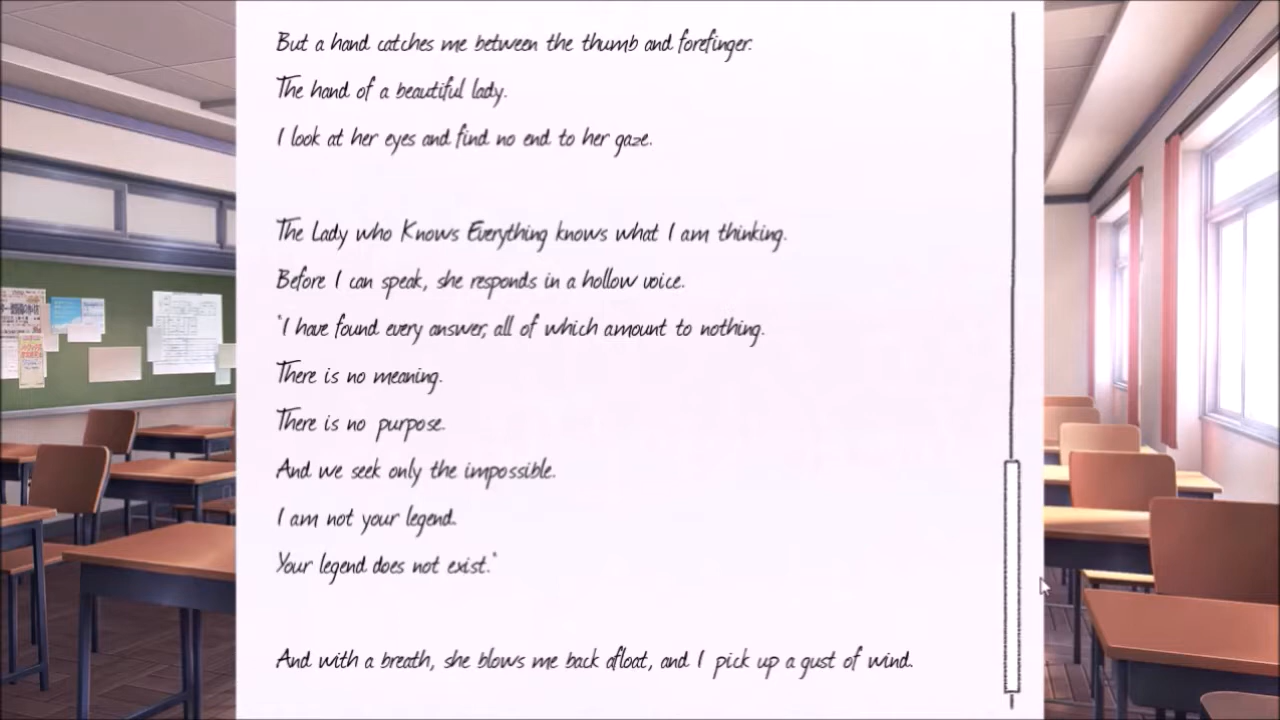 But a hand catches me between the thumb and forefinger.
The hand of a beautiful lady.
I look at her eyes and find no end to her gaze.
The Lady who Knows Everything knows what I am thinking.
Before I can speak, she responds in a hollow voice.
"I have found every answer, all of which amount to nothing.
There is no meaning.
There is no purpose.
And we seek only the impossible.
I am not your legend.
Your legend does not exist."
And with a breath, she blows me back afloat, and I pick up a gust of wind.